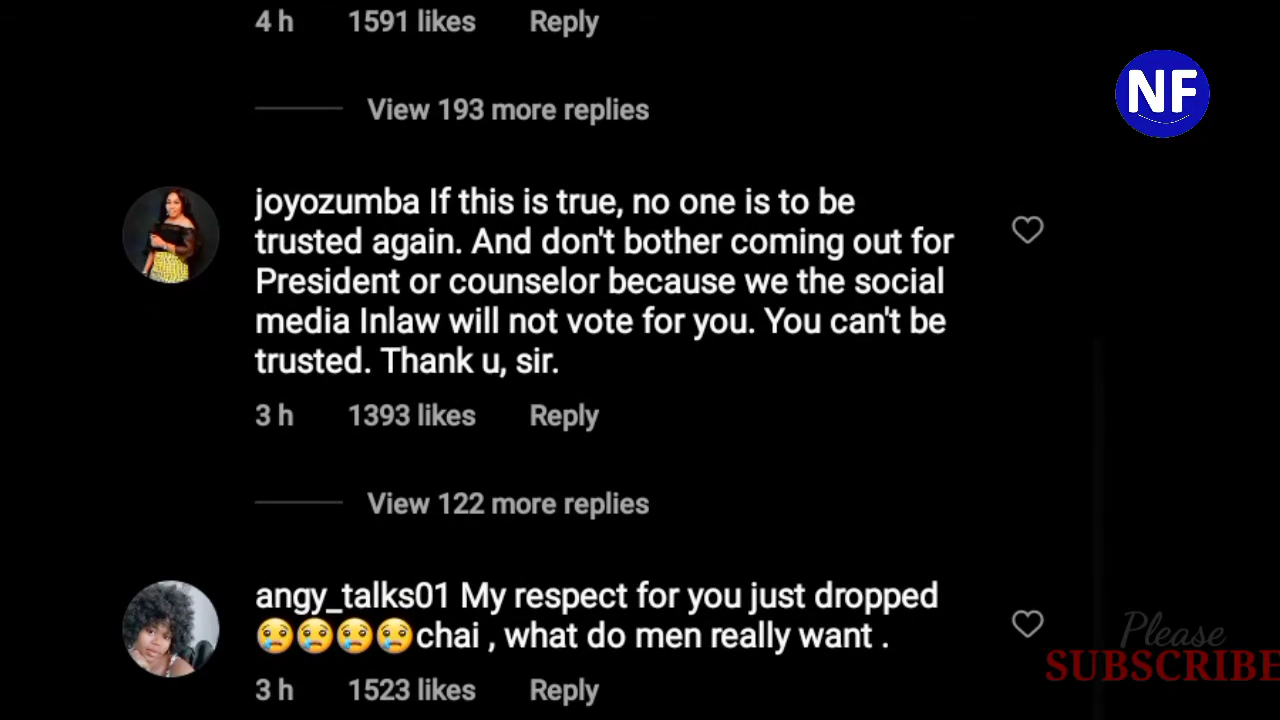 4 h 1591 likes Reply
NF
View 193 more replies
joyozumba If this is true, no one is to be
trusted again. And don't bother coming out for
President or counselor because we the social
media Inlaw will not vote for you. You can't be
trusted. Thank u, sir.
3 h 1393 likes Reply
View 122 more replies
angy_talks01 My respect for you just dropped
😢😢😢😢chai , what do men really want .
3 h 1523 likes Reply
Please
SUBSCRIBE